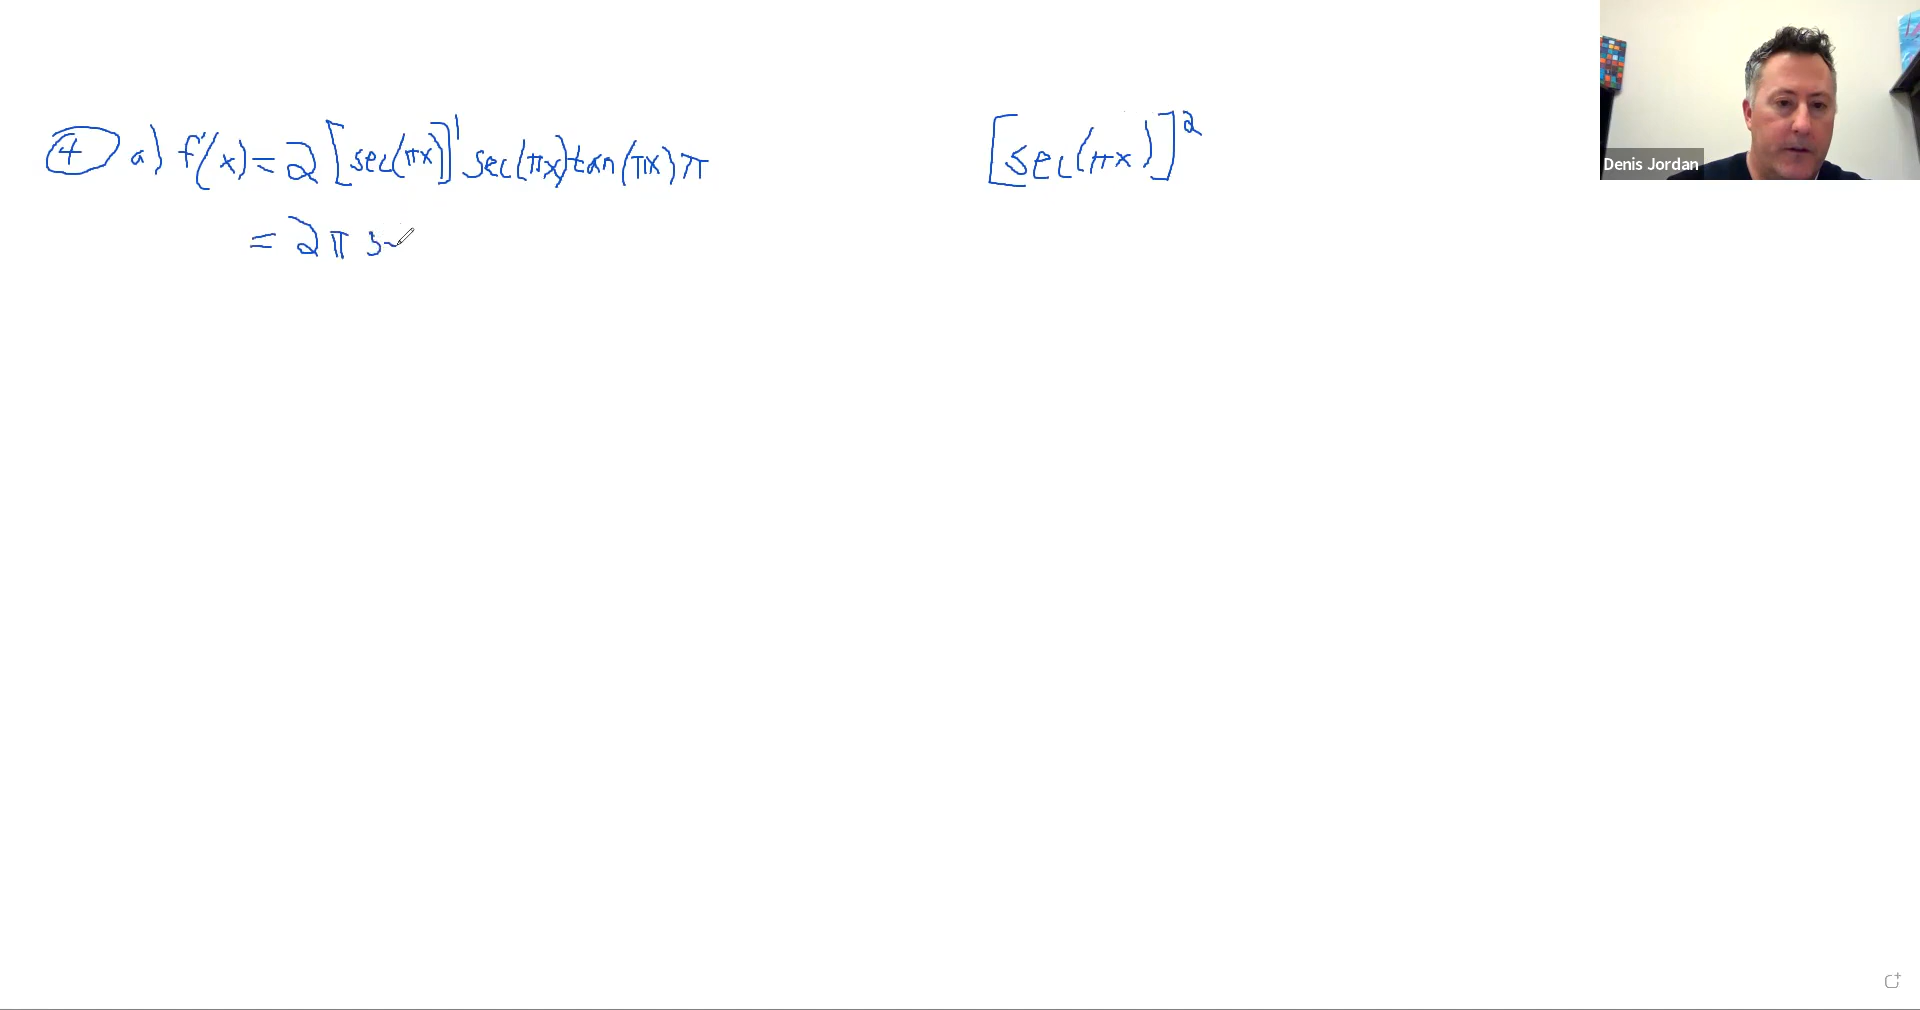 ④ a) f'(x) = 2 [sec(πx)]¹ sec(πx) tan(πx) π
[sec(πx)]²
= 2π s
Denis Jordan